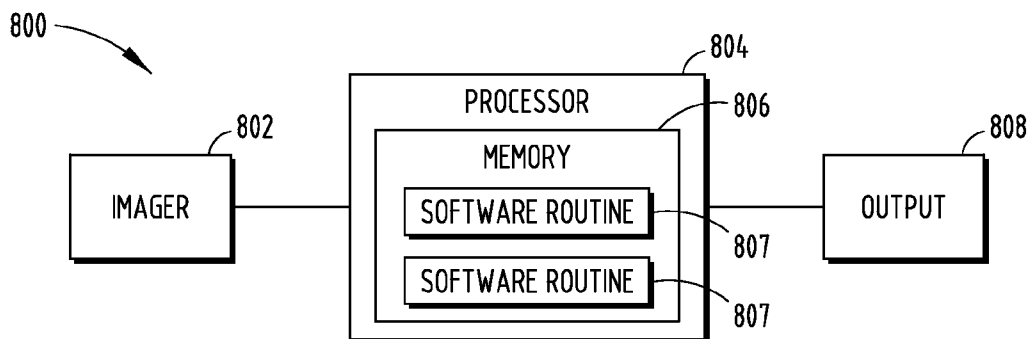 800
804
PROCESSOR
806
802
808
MEMORY
IMAGER
SOFTWARE ROUTINE
OUTPUT
807
SOFTWARE ROUTINE
807